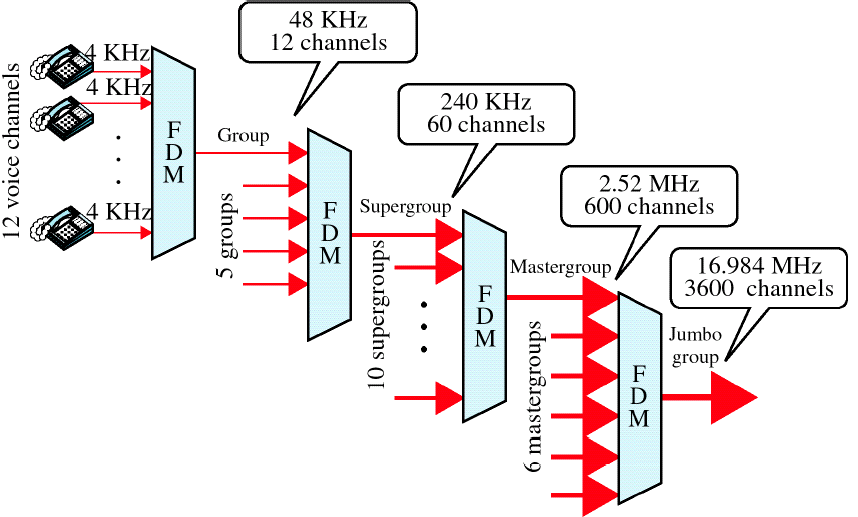 48 KHz
12 channels
4 KHz
4 KHz
4 KHz
12 voice channels
F
D
M
Group
240 KHz
60 channels
5 groups
F
D
M
Supergroup
2.52 MHz
600 channels
10 supergroups
F
D
M
Mastergroup
16.984 MHz
3600 channels
6 mastergroups
F
D
M
Jumbo
group